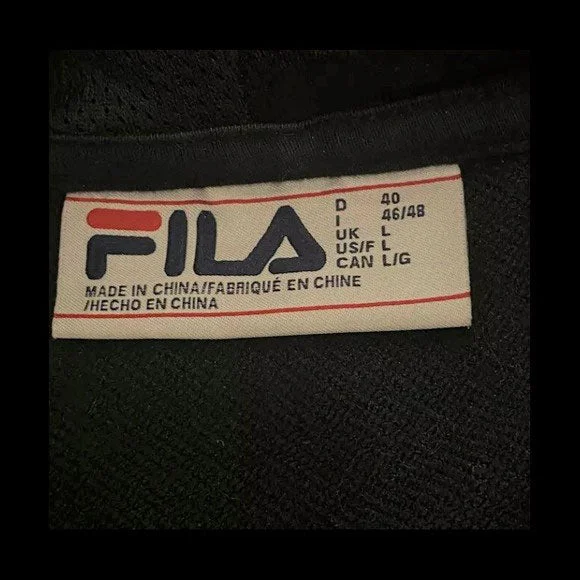 FILA
D 40
I 46/48
UK L
US/F L
CAN L/G
MADE IN CHINA/FABRIQUÉ EN CHINE
/HECHO EN CHINA